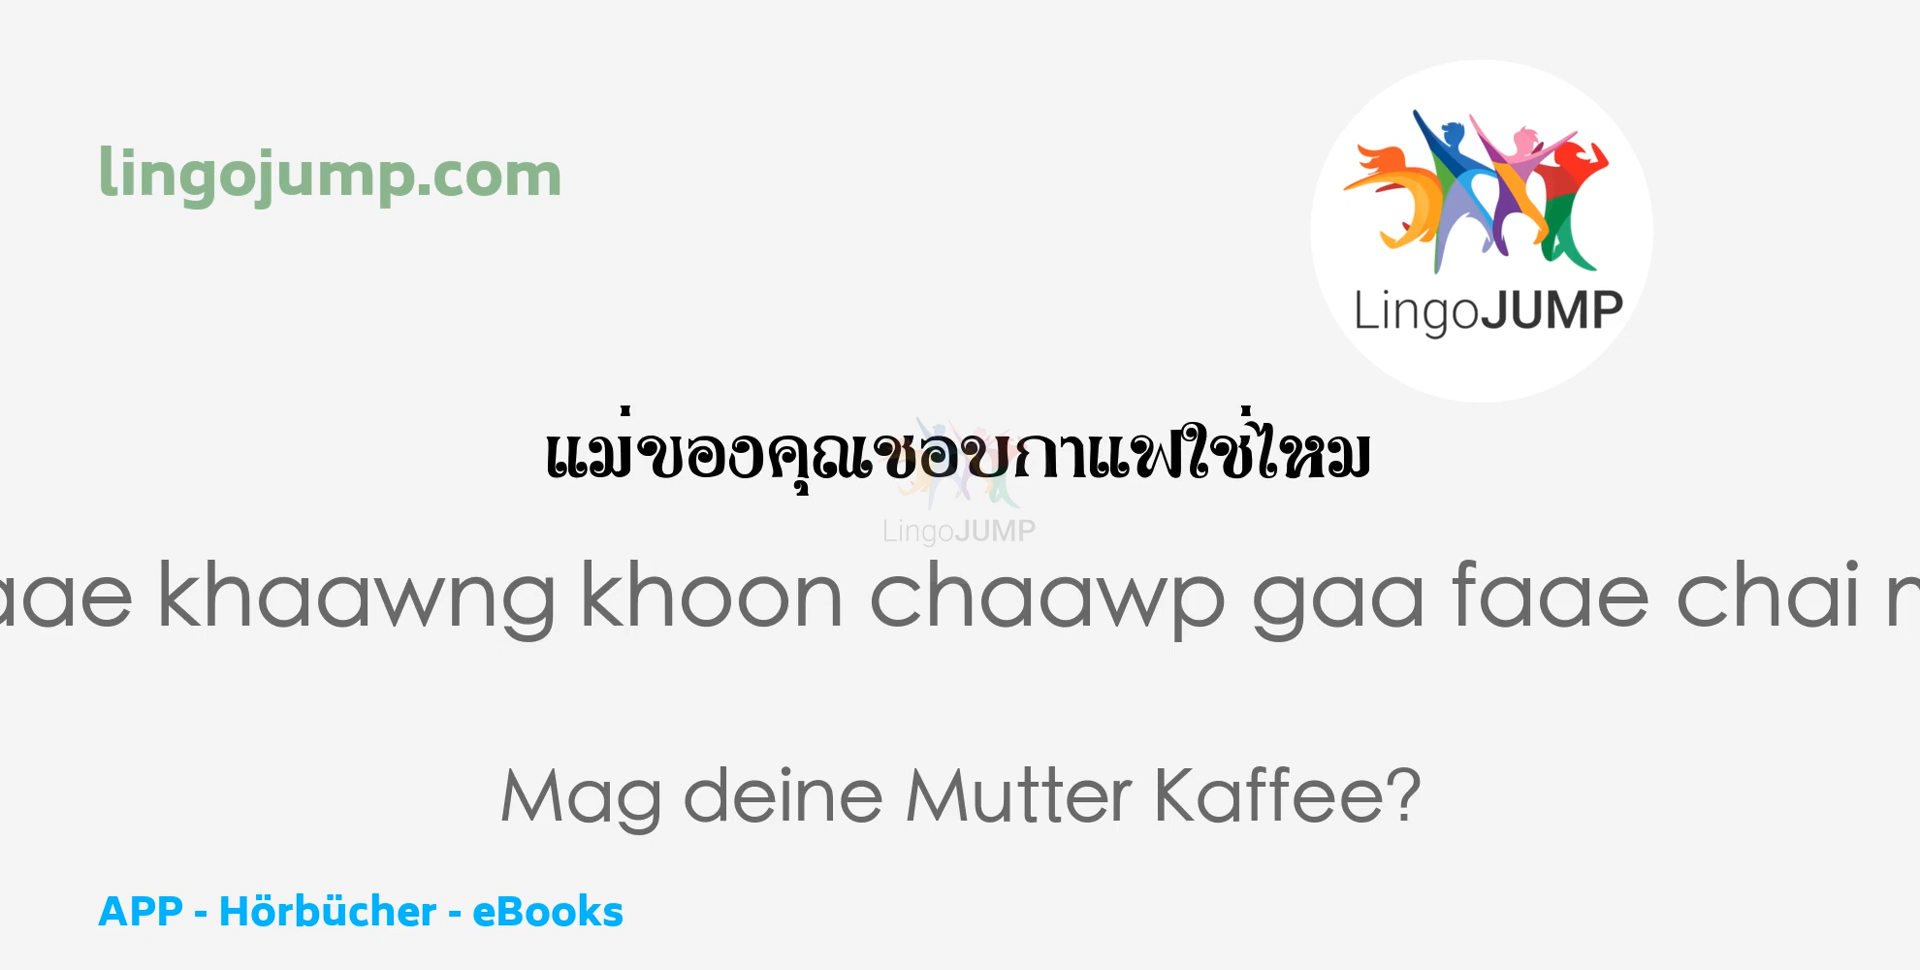 lingojump.com
LingoJUMP
แม่ของคุณชอบกาแฟใช่ไหม
LingoJUMP
aae khaawng khoon chaawp gaa faae chai
Mag deine Mutter Kaffee?
APP - Hörbücher - eBooks